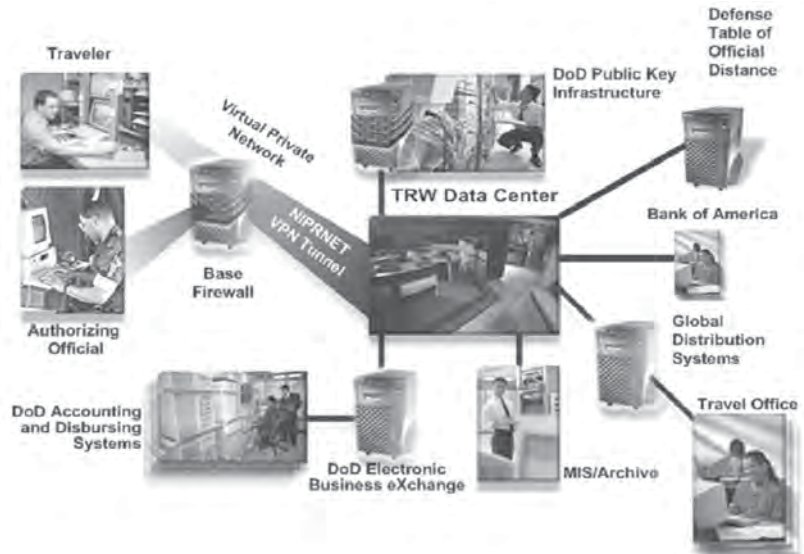 Defense
Table of
Official
Distance
Traveler
DoD Public Key
Infrastructure
Virtual Private
Network
TRW Data Center
Bank of America
NIPRNET
VPN Tunnel
Base
Firewall
Authorizing
Official
Global
Distribution
Systems
Travel Office
DoD Accounting
and Disbursing
Systems
DoD Electronic
Business eXchange
MIS/Archive